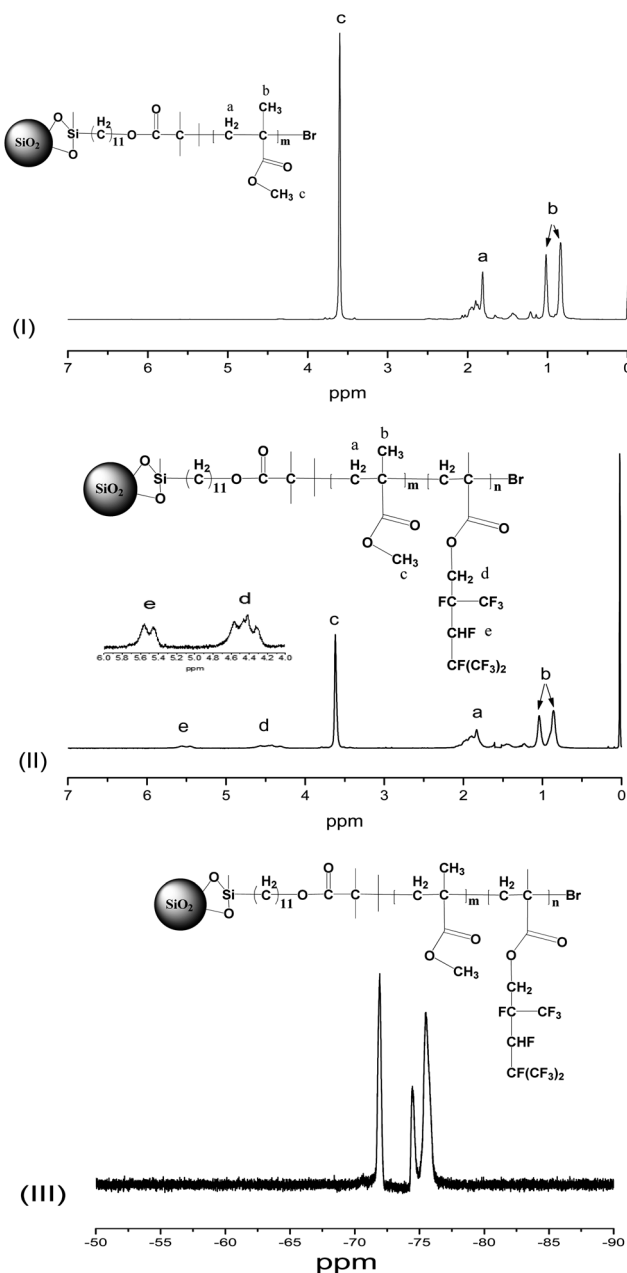 c
b
a
H2
CH3
O
O
Si
C
11
O
C
C
H2
C
m
Br
SiO2
O
O
O
CH3 c
b
a
(I)
7 6 5 4 3 2 1 0
ppm
b
a
CH3
O
O
H2
H2
H2
Si
C
11
O
C
C
C
m
C
n
Br
SiO2
O
O
O
O
O
CH3
c
O
CH2 d
FC CF3
CHF e
CF(CF3)2
e d
6.0 5.8 5.6 5.4 5.2 5.0 4.8 4.6 4.4 4.2 4.0
ppm
c
b
a
e d
(II)
7 6 5 4 3 2 1 0
ppm
CH3
O
O
H2
H2
H2
Si
C
11
O
C
C
C
m
C
n
Br
SiO2
O
O
O
O
CH3
O
CH2
FC CF3
CHF
CF(CF3)2
(III)
-50 -55 -60 -65 -70 -75 -80 -85 -90
ppm